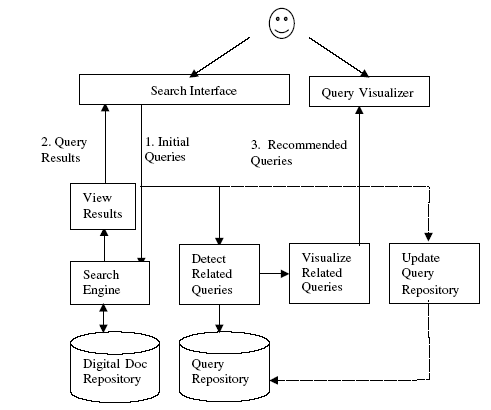 Search Interface
Query Visualizer
2. Query
Results
1. Initial
Queries
3. Recommended
Queries
View
Results
Search
Engine
Detect
Related
Queries
Visualize
Related
Queries
Update
Query
Repository
Digital Doc
Repository
Query
Repository